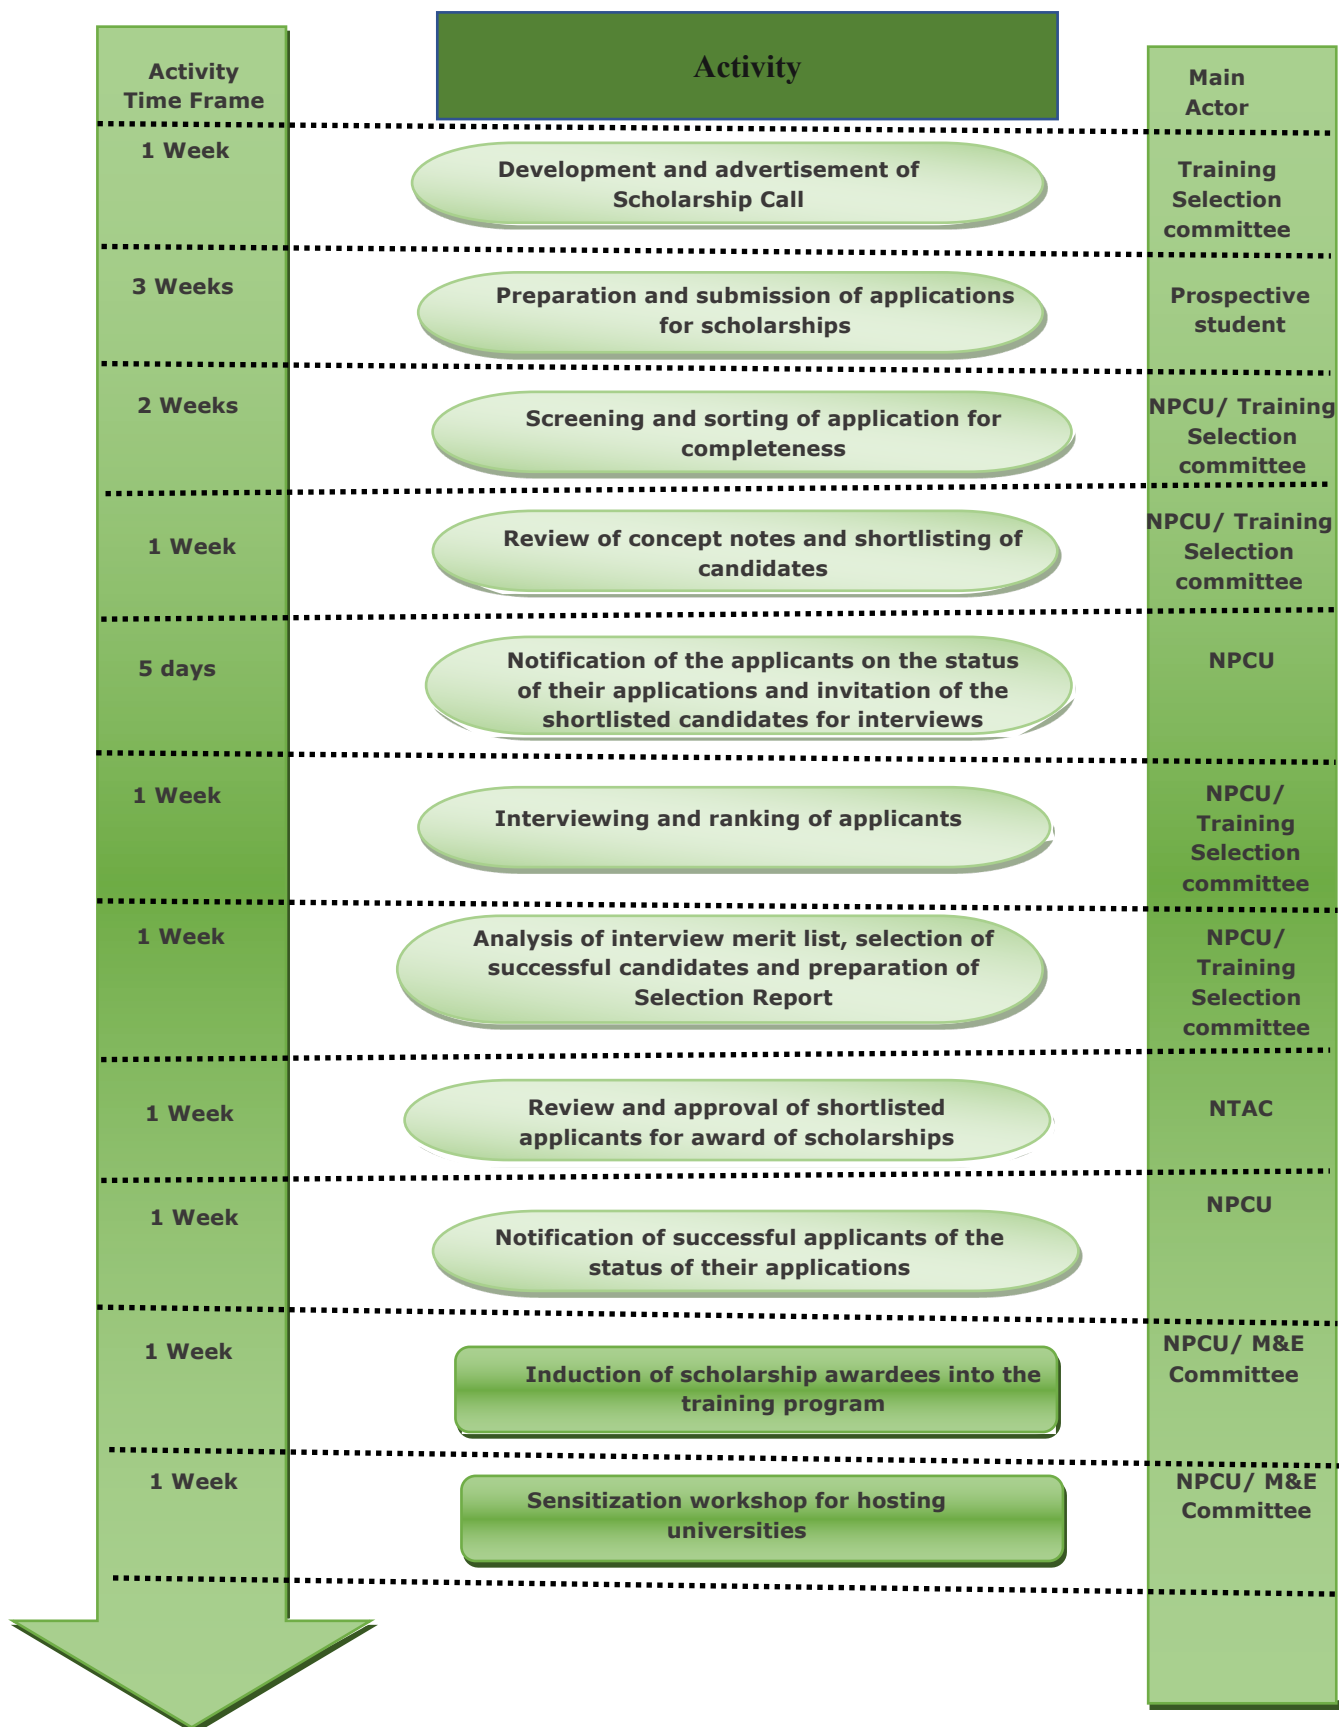 Activity
Time Frame
Activity
Main
Actor
1 Week
Development and advertisement of
Scholarship Call
Training
Selection
committee
3 Weeks
Preparation and submission of applications
for scholarships
Prospective
student
2 Weeks
Screening and sorting of application for
completeness
NPCU/ Training
Selection
committee
1 Week
Review of concept notes and shortlisting of
candidates
NPCU/ Training
Selection
committee
5 days
Notification of the applicants on the status
of their applications and invitation of the
shortlisted candidates for interviews
NPCU
1 Week
Interviewing and ranking of applicants
NPCU/
Training
Selection
committee
1 Week
Analysis of interview merit list, selection of
successful candidates and preparation of
Selection Report
NPCU/
Training
Selection
committee
1 Week
Review and approval of shortlisted
applicants for award of scholarships
NTAC
1 Week
Notification of successful applicants of the
status of their applications
NPCU
1 Week
Induction of scholarship awardees into the
training program
NPCU/ M&E
Committee
1 Week
Sensitization workshop for hosting
universities
NPCU/ M&E
Committee